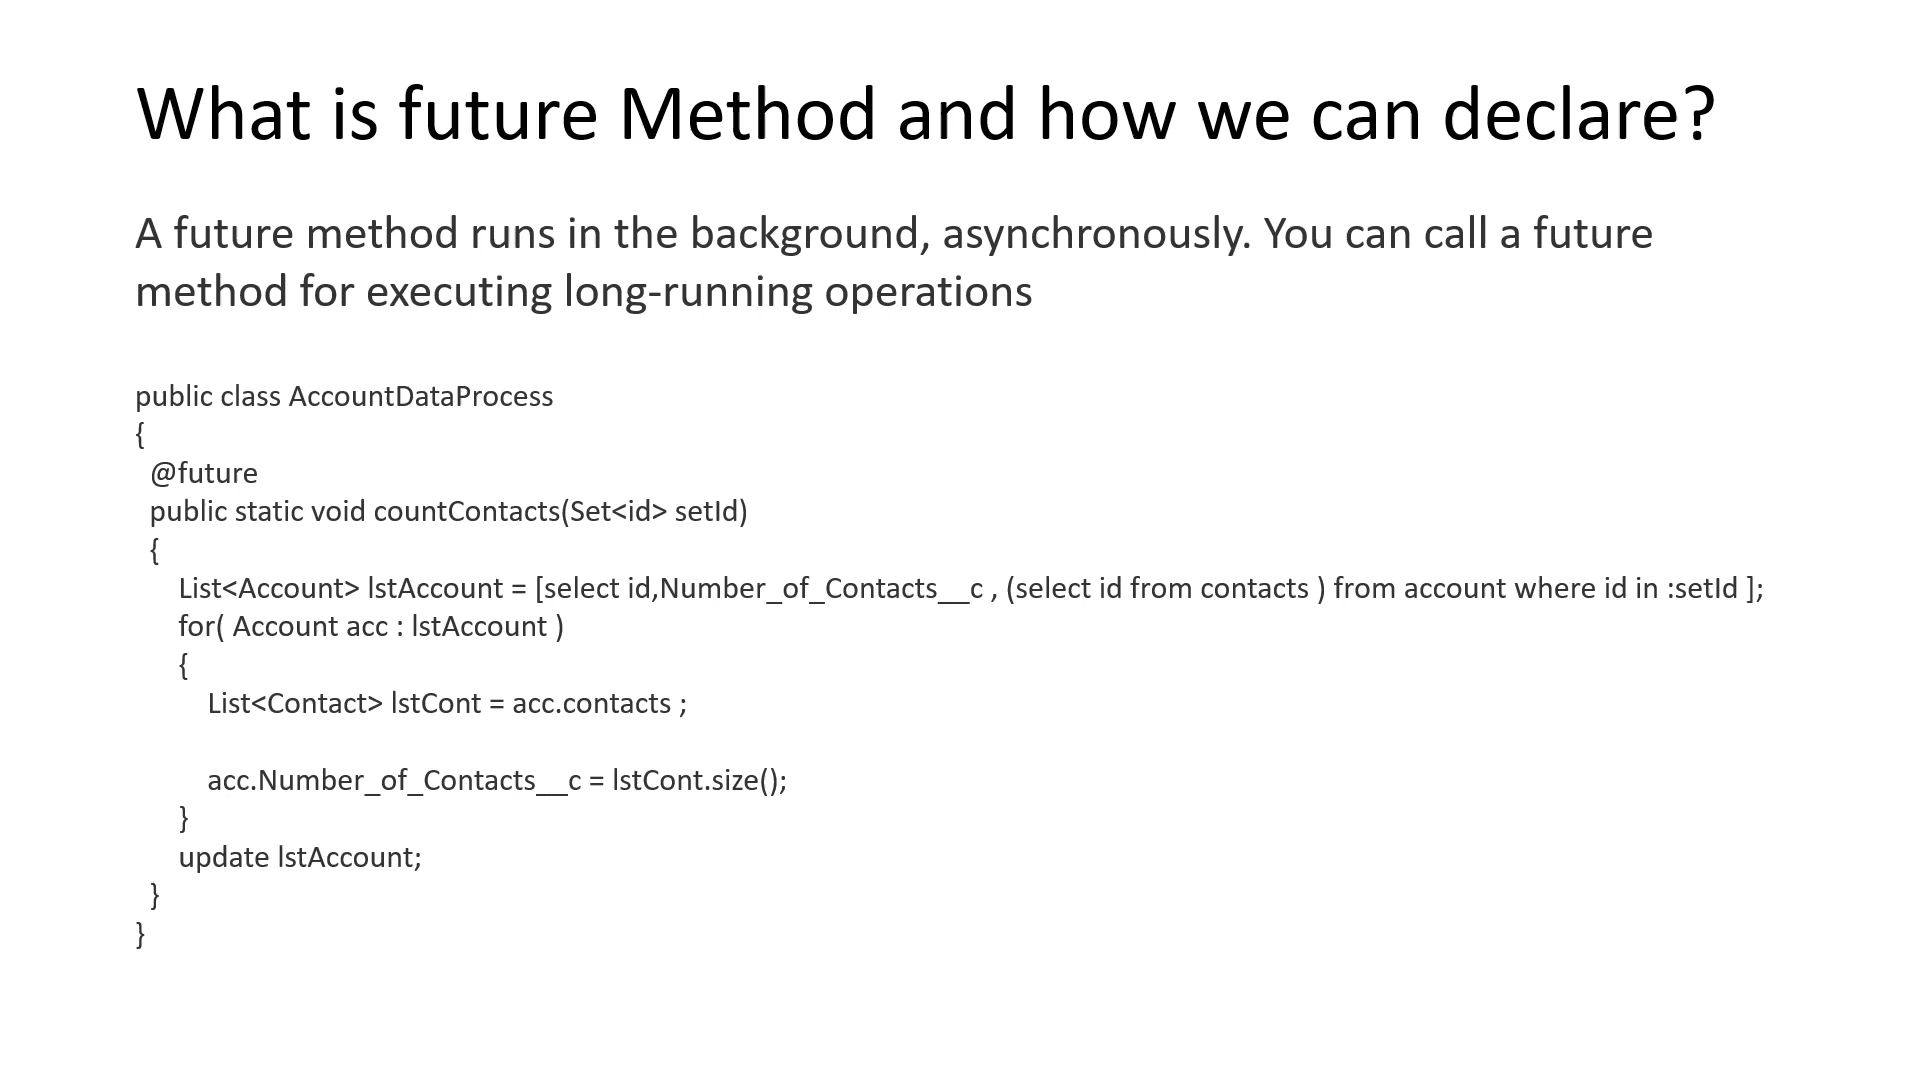 What is future Method and how we can declare?
A future method runs in the background, asynchronously. You can call a future
method for executing long-running operations
public class AccountDataProcess
{
@future
public static void countContacts(Set<id> setId)
{
List<Account> lstAccount = [select id,Number_of_Contacts__c , (select id from contacts ) from account where id in :setId ];
for( Account acc : lstAccount )
{
List<Contact> lstCont = acc.contacts ;
acc.Number_of_Contacts__c = lstCont.size();
}
update lstAccount;
}
}